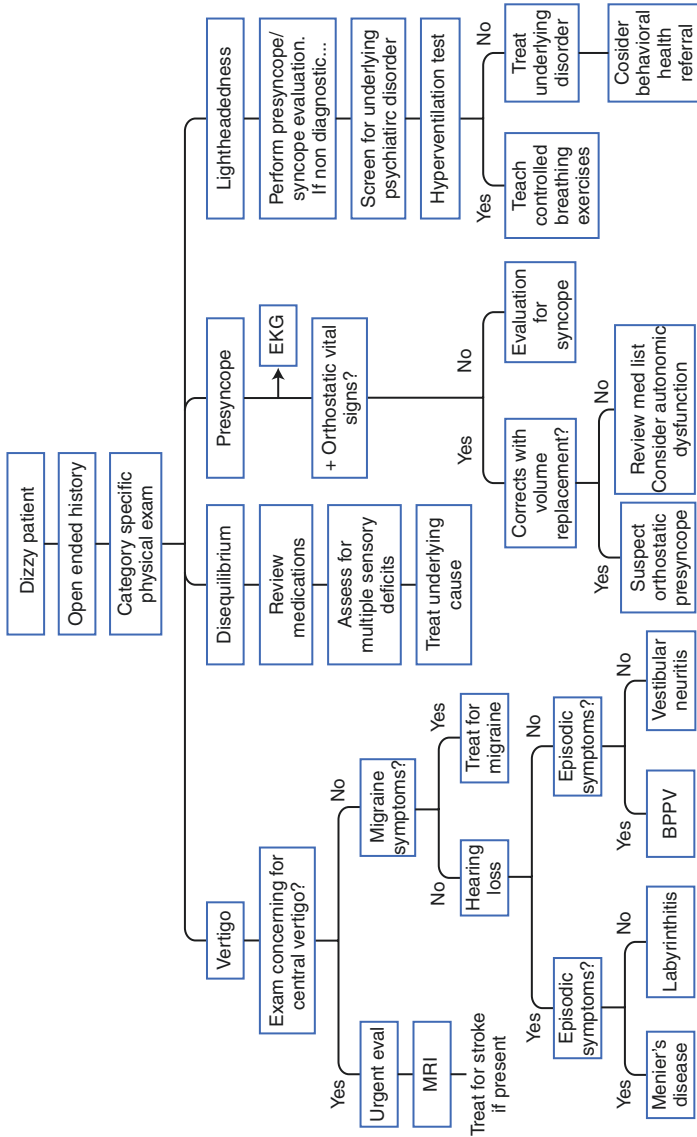 Dizzy patient
Open ended history
Category specific
physical exam
Vertigo
Exam concerning for
central vertigo?
Yes
No
Urgent eval
MRI
Treat for stroke
if present
Migraine
symptoms?
No
Yes
Hearing
loss
Treat for
migraine
Yes
No
Episodic
symptoms?
Yes
No
Menier's
disease
Labyrinthitis
Episodic
symptoms?
Yes
No
BPPV
Vestibular
neuritis
Disequilibrium
Review
medications
Assess for
multiple sensory
deficits
Treat underlying
cause
Presyncope
EKG
+ Orthostatic vital
signs?
Yes
No
Corrects with
volume
replacement?
Evaluation
for
syncope
Yes
No
Suspect
orthostatic
presyncope
Review med list
Consider autonomic
dysfunction
Lightheadedness
Perform presyncope/
syncope evaluation.
If non diagnostic...
Screen for underlying
psychiatirc disorder
Hyperventilation test
Yes
No
Teach
controlled
breathing
exercises
Treat
underlying
disorder
Cosider
behavioral
health
referral